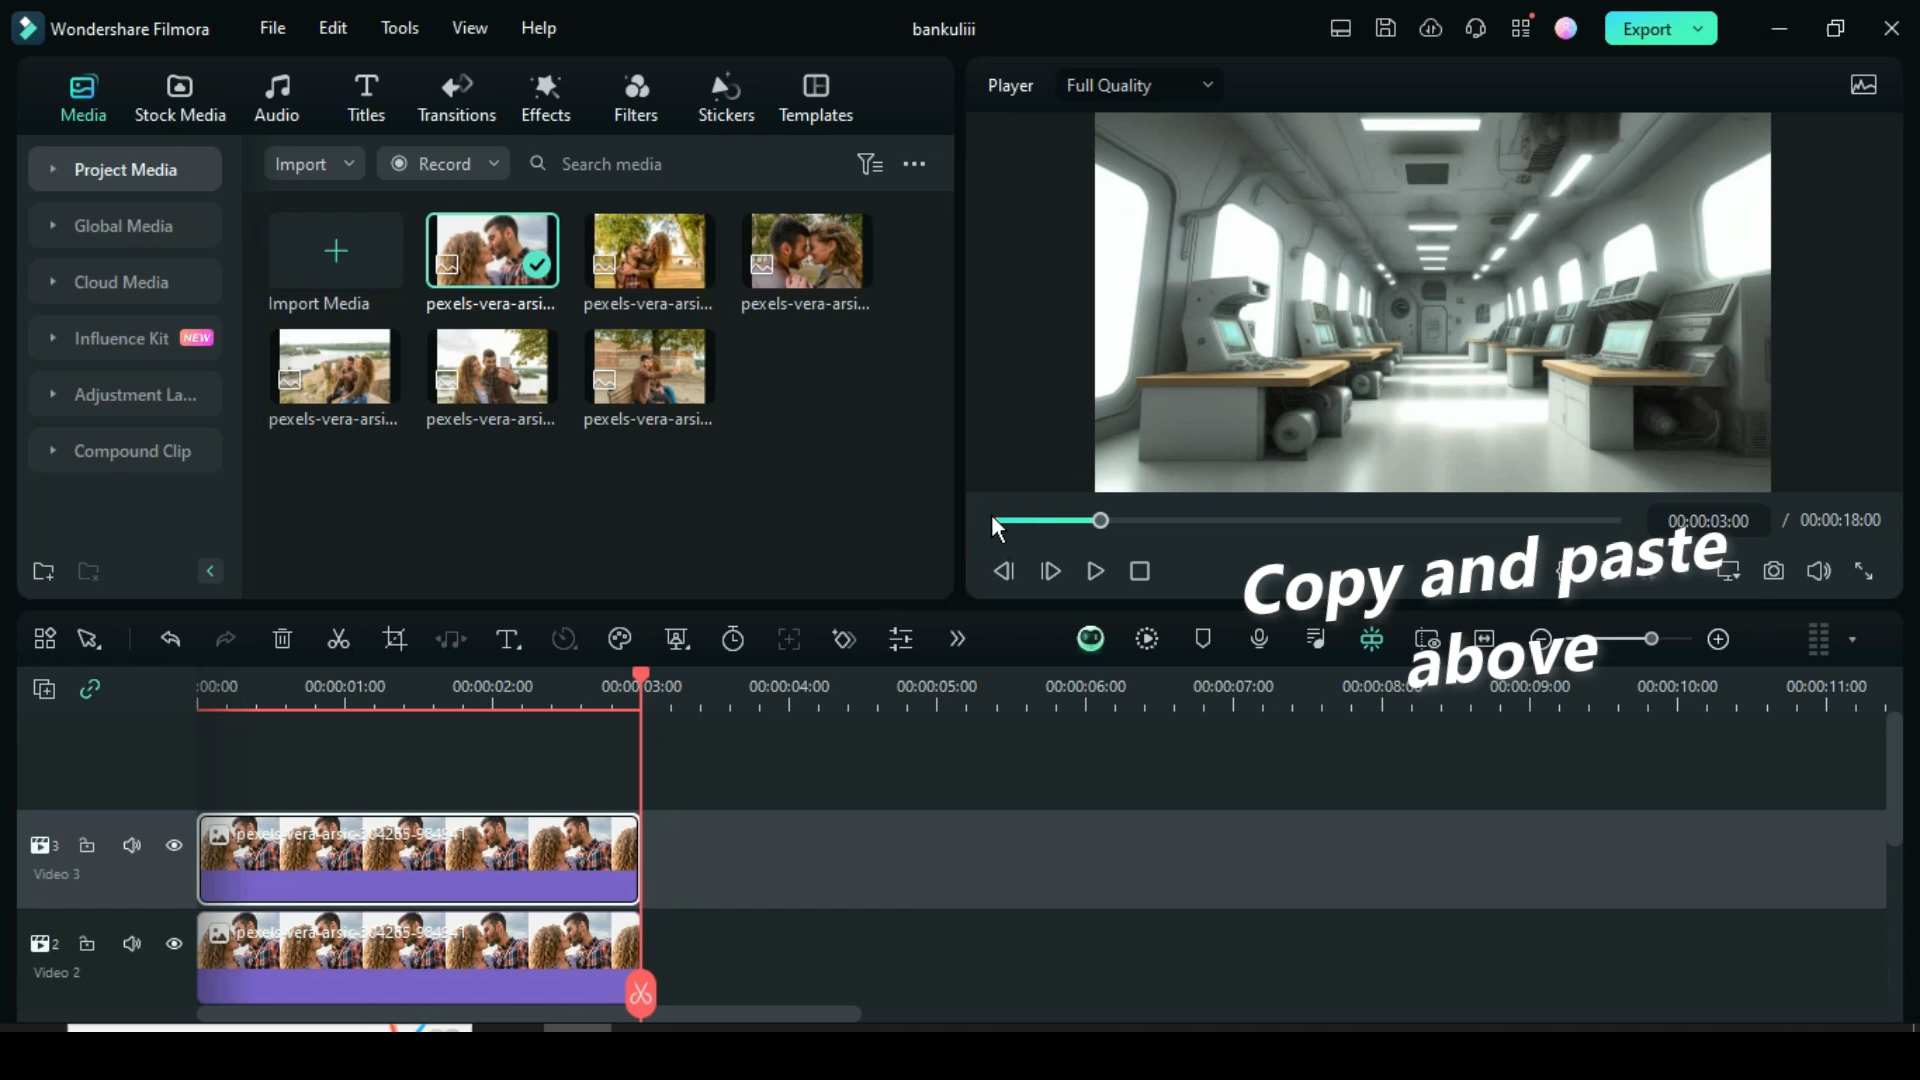 Wondershare Filmora
File
Edit
Tools
View
Help
bankuliii
Export
Media
Stock Media
Audio
Titles
Transitions
Effects
Filters
Stickers
Templates
Player
Full Quality
Project Media
Global Media
Cloud Media
Influence Kit NEW
Adjustment La...
Compound Clip
Import
Record
Search media
Import Media
pexels-vera-arsi...
pexels-vera-arsi...
pexels-vera-arsi...
pexels-vera-arsi...
pexels-vera-arsi...
pexels-vera-arsi...
00:00:03:00 / 00:00:18:00
Copy and paste
above
:00:00
00:00:01:00
00:00:02:00
00:00:03:00
00:00:04:00
00:00:05:00
00:00:06:00
00:00:07:00
00:00:08:00
00:00:09:00
00:00:10:00
00:00:11:00
3
Video 3
pexels-vera-arsic-304265-984941
2
Video 2
pexels-vera-arsic-304265-984941